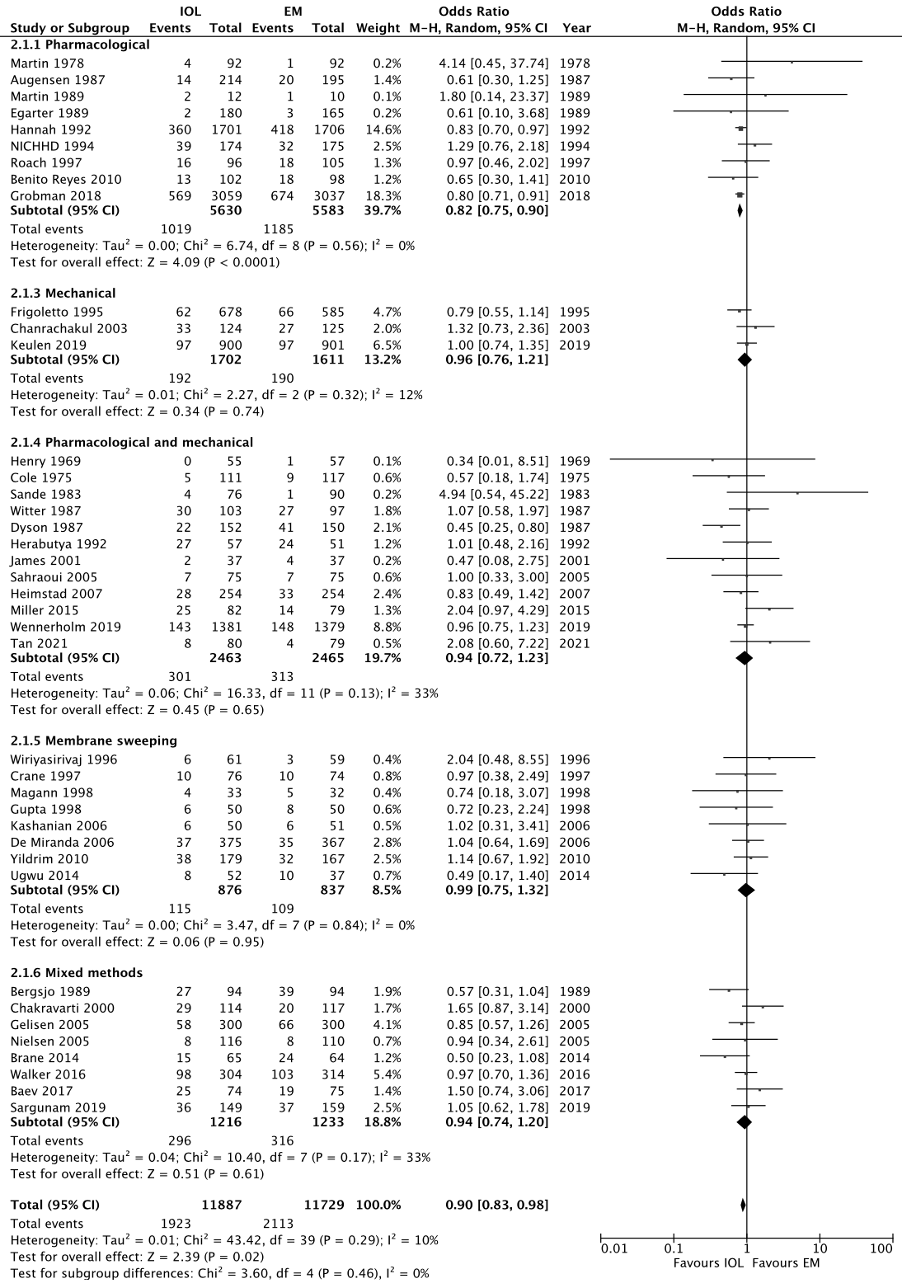 IOL EM Odds Ratio Odds Ratio
Study or Subgroup Events Total Events Total Weight M-H, Random, 95% CI Year M-H, Random, 95% CI
2.1.1 Pharmacological
Martin 1978 4 92 1 92 0.2% 4.14 [0.45, 37.74] 1978
Augensen 1987 14 214 20 195 1.4% 0.61 [0.30, 1.25] 1987
Martin 1989 2 12 1 10 0.1% 1.80 [0.14, 23.37] 1989
Egarter 1989 2 180 3 165 0.2% 0.61 [0.10, 3.68] 1989
Hannah 1992 360 1701 418 1706 14.6% 0.83 [0.70, 0.97] 1992
NICHHD 1994 39 174 32 175 2.5% 1.29 [0.76, 2.18] 1994
Roach 1997 16 96 18 105 1.3% 0.97 [0.46, 2.02] 1997
Benito Reyes 2010 13 102 18 98 1.2% 0.65 [0.30, 1.41] 2010
Grobman 2018 569 3059 674 3037 18.3% 0.80 [0.71, 0.91] 2018
Subtotal (95% CI) 5630 5583 39.7% 0.82 [0.75, 0.90]
Total events 1019 1185
Heterogeneity: Tau² = 0.00; Chi² = 6.74, df = 8 (P = 0.56); I² = 0%
Test for overall effect: Z = 4.09 (P < 0.0001)
2.1.3 Mechanical
Frigoletto 1995 62 678 66 585 4.7% 0.79 [0.55, 1.14] 1995
Chanrachakul 2003 33 124 27 125 2.0% 1.32 [0.73, 2.36] 2003
Keulen 2019 97 900 97 901 6.5% 1.00 [0.74, 1.35] 2019
Subtotal (95% CI) 1702 1611 13.2% 0.96 [0.76, 1.21]
Total events 192 190
Heterogeneity: Tau² = 0.01; Chi² = 2.27, df = 2 (P = 0.32); I² = 12%
Test for overall effect: Z = 0.34 (P = 0.74)
2.1.4 Pharmacological and mechanical
Henry 1969 0 55 1 57 0.1% 0.34 [0.01, 8.51] 1969
Cole 1975 5 111 9 117 0.6% 0.57 [0.18, 1.74] 1975
Sande 1983 4 76 1 90 0.2% 4.94 [0.54, 45.22] 1983
Witter 1987 30 103 27 97 1.8% 1.07 [0.58, 1.97] 1987
Dyson 1987 22 152 41 150 2.1% 0.45 [0.25, 0.80] 1987
Herabutya 1992 27 57 24 51 1.2% 1.01 [0.48, 2.16] 1992
James 2001 2 37 4 37 0.2% 0.47 [0.08, 2.75] 2001
Sahraoui 2005 7 75 7 75 0.6% 1.00 [0.33, 3.00] 2005
Heimstad 2007 28 254 33 254 2.4% 0.83 [0.49, 1.42] 2007
Miller 2015 25 82 14 79 1.3% 2.04 [0.97, 4.29] 2015
Wennerholm 2019 143 1381 148 1379 8.8% 0.96 [0.75, 1.23] 2019
Tan 2021 8 80 4 79 0.5% 2.08 [0.60, 7.22] 2021
Subtotal (95% CI) 2463 2465 19.7% 0.94 [0.72, 1.23]
Total events 301 313
Heterogeneity: Tau² = 0.06; Chi² = 16.33, df = 11 (P = 0.13); I² = 33%
Test for overall effect: Z = 0.45 (P = 0.65)
2.1.5 Membrane sweeping
Wiriyasirivaj 1996 6 61 3 59 0.4% 2.04 [0.48, 8.55] 1996
Crane 1997 10 76 10 74 0.8% 0.97 [0.38, 2.49] 1997
Magann 1998 4 33 5 32 0.4% 0.74 [0.18, 3.07] 1998
Gupta 1998 6 50 8 50 0.6% 0.72 [0.23, 2.24] 1998
Kashanian 2006 6 50 6 51 0.5% 1.02 [0.31, 3.41] 2006
De Miranda 2006 37 375 35 367 2.8% 1.04 [0.64, 1.69] 2006
Yildrim 2010 38 179 32 167 2.4% 1.14 [0.67, 1.92] 2010
Ugwu 2014 8 52 10 37 0.7% 0.49 [0.17, 1.40] 2014
Subtotal (95% CI) 876 837 8.5% 0.99 [0.75, 1.32]
Total events 115 109
Heterogeneity: Tau² = 0.00; Chi² = 3.47, df = 7 (P = 0.84); I² = 0%
Test for overall effect: Z = 0.06 (P = 0.95)
2.1.6 Mixed methods
Bergsjo 1989 27 94 39 94 1.9% 0.57 [0.31, 1.04] 1989
Chakravarti 2000 29 114 20 117 1.7% 1.65 [0.87, 3.14] 2000
Gelisen 2005 58 300 66 300 4.1% 0.85 [0.57, 1.26] 2005
Nielsen 2005 8 116 8 110 0.7% 0.94 [0.34, 2.61] 2005
Brane 2014 15 65 24 64 1.2% 0.50 [0.23, 1.08] 2014
Walker 2016 98 304 103 314 5.4% 0.97 [0.70, 1.36] 2016
Baev 2017 25 74 19 75 1.4% 1.50 [0.74, 3.06] 2017
Sargunam 2019 36 149 37 159 2.5% 1.05 [0.62, 1.78] 2019
Subtotal (95% CI) 1216 1233 18.8% 0.94 [0.74, 1.20]
Total events 296 316
Heterogeneity: Tau² = 0.04; Chi² = 10.40, df = 7 (P = 0.17); I² = 33%
Test for overall effect: Z = 0.51 (P = 0.61)
Total (95% CI) 11887 11729 100.0% 0.90 [0.83, 0.98]
Total events 1923 2113
Heterogeneity: Tau² = 0.01; Chi² = 43.42, df = 39 (P = 0.29); I² = 10%
Test for overall effect: Z = 2.39 (P = 0.02)
Test for subgroup differences: Chi² = 3.60, df = 4 (P = 0.46), I² = 0%
0.01 0.1 1 10 100
Favours IOL Favours EM